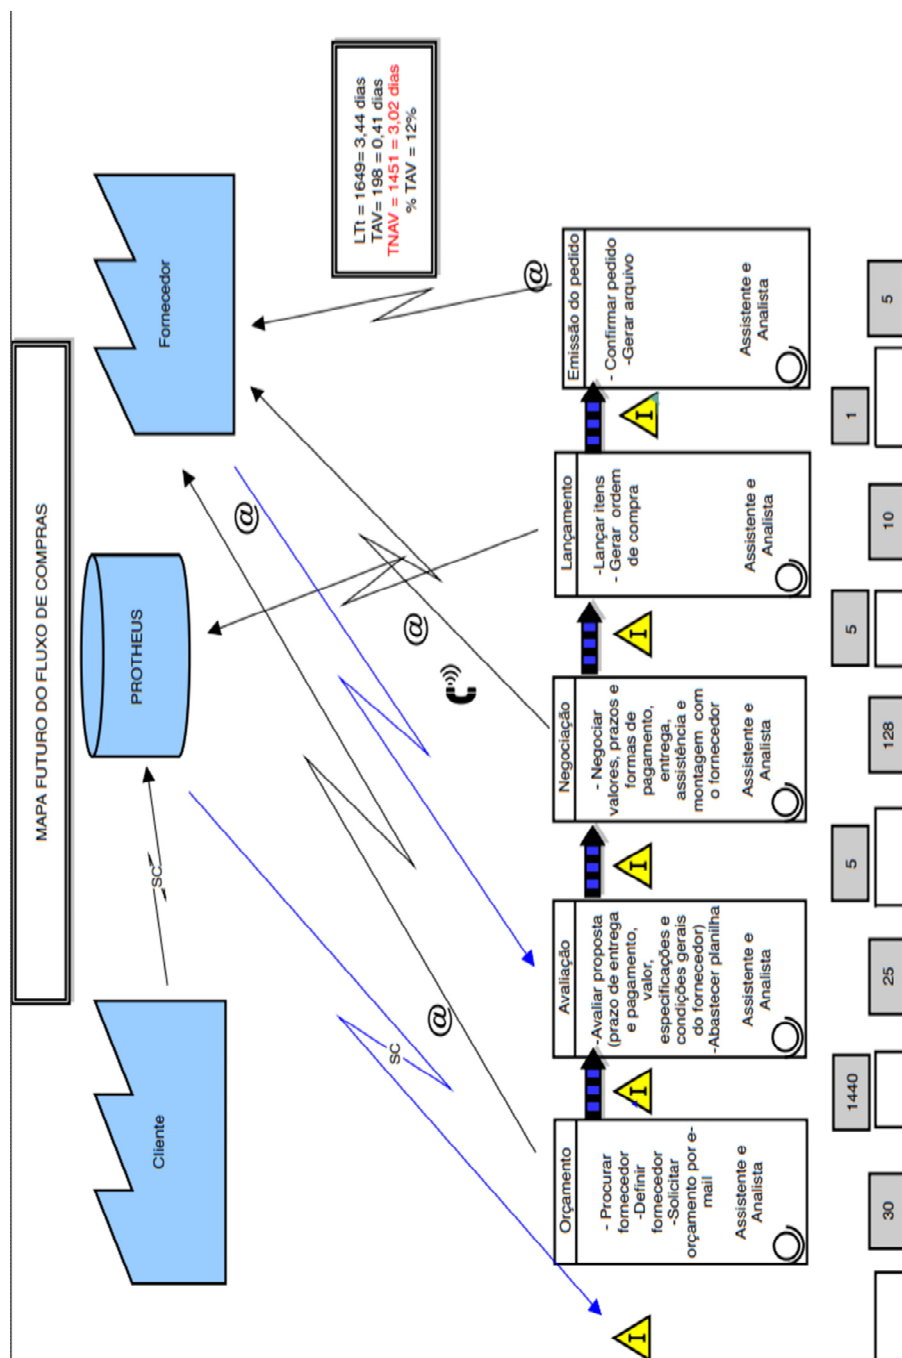 MAPA FUTURO DO FLUXO DE COMPRAS
Cliente
SC
PROTHEUS
Fornecedor
LTt = 1649= 3,44 dias
TAV= 198 = 0,41 dias
TNAV = 1451 = 3,02 dias
% TAV = 12%
SC
@
@
@
@
I
Orçamento
- Procurar
fornecedor
-Definir
fornecedor
-Solicitar
orçamento por e-
mail
Assistente e
Analista
I
Avaliação
-Avaliar proposta
(prazo de entrega
e pagamento,
valor,
especificações e
condições gerais
do fornecedor)
-Abastecer planilha
Assistente e
Analista
I
Negociação
- Negociar
valores, prazos e
formas de
pagamento,
entrega,
assistência e
montagem com
o fornecedor
Assistente e
Analista
I
Lançamento
-Lançar itens
- Gerar ordem
de compra
Assistente e
Analista
I
Emissão do pedido
- Confirmar pedido
-Gerar arquivo
Assistente e
Analista
30
1440
25
5
128
5
10
1
5